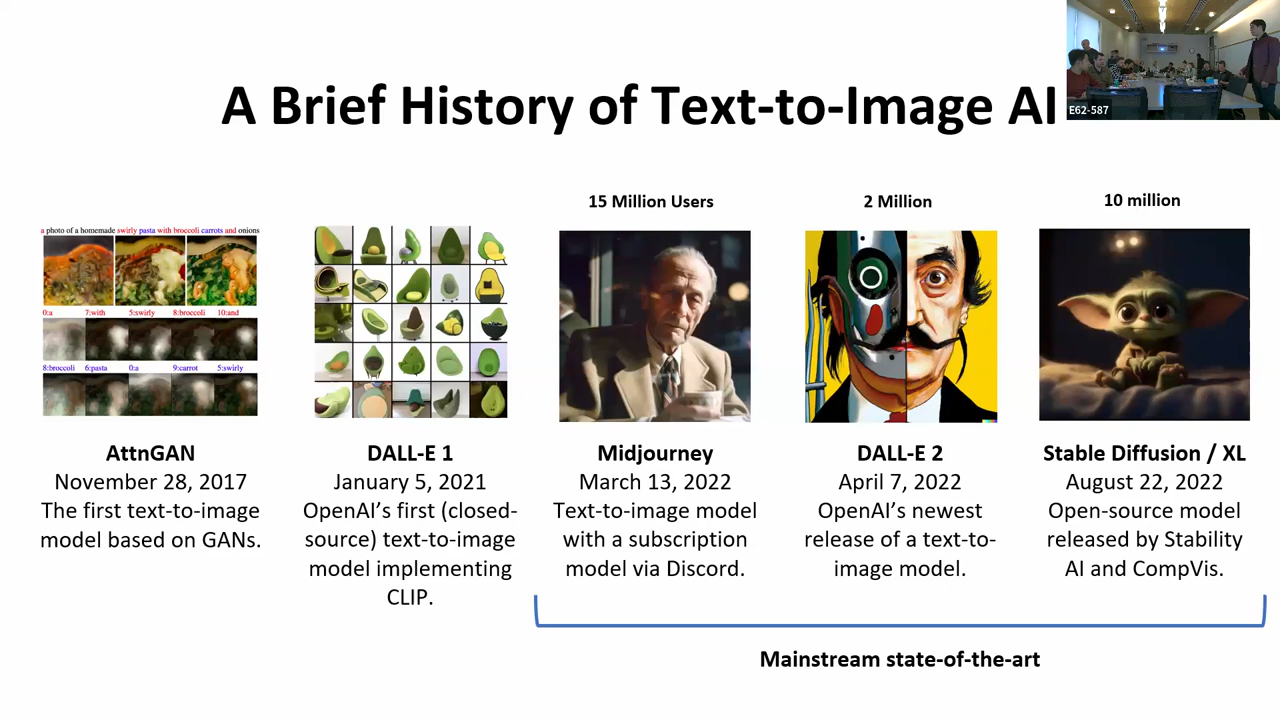 E62-587
A Brief History of Text-to-Image AI
15 Million Users
2 Million
10 million
a photo of a homemade swirly pasta with broccoli carrots and onions
0:a 7:with 5:swirly 8:broccoli 10:and
8:broccoli 6:pasta 0:a 9:carrot 5:swirly
AttnGAN
November 28, 2017
The first text-to-image
model based on GANs.
DALL-E 1
January 5, 2021
OpenAI’s first (closed-
source) text-to-image
model implementing
CLIP.
Midjourney
March 13, 2022
Text-to-image model
with a subscription
model via Discord.
DALL-E 2
April 7, 2022
OpenAI’s newest
release of a text-to-
image model.
Stable Diffusion / XL
August 22, 2022
Open-source model
released by Stability
AI and CompVis.
Mainstream state-of-the-art